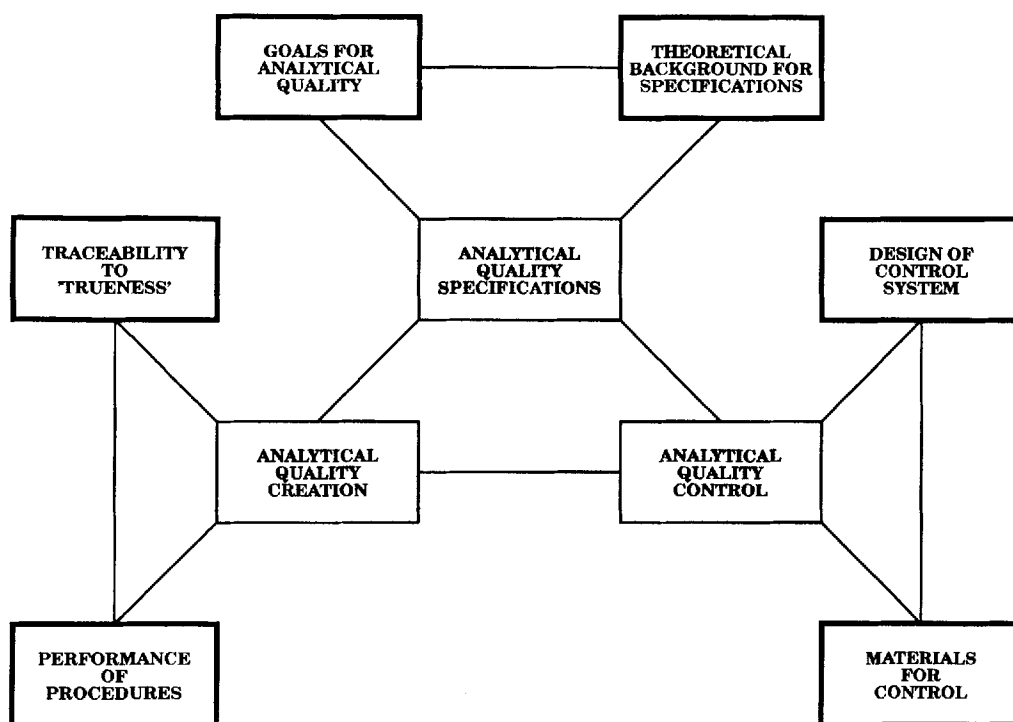 GOALS FOR
ANALYTICAL
QUALITY
THEORETICAL
BACKGROUND FOR
SPECIFICATIONS
TRACEABILITY
TO
'TRUENESS'
ANALYTICAL
QUALITY
SPECIFICATIONS
DESIGN OF
CONTROL
SYSTEM
ANALYTICAL
QUALITY
CREATION
ANALYTICAL
QUALITY
CONTROL
PERFORMANCE
OF
PROCEDURES
MATERIALS
FOR
CONTROL